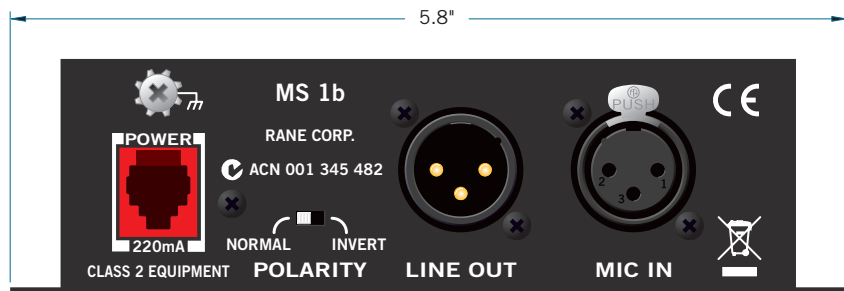 5.8"
MS 1b
PUSH
CE
POWER
RANE CORP.
ACN 001 345 482
2
1
3
220mA
NORMAL
INVERT
CLASS 2 EQUIPMENT
POLARITY
LINE OUT
MIC IN